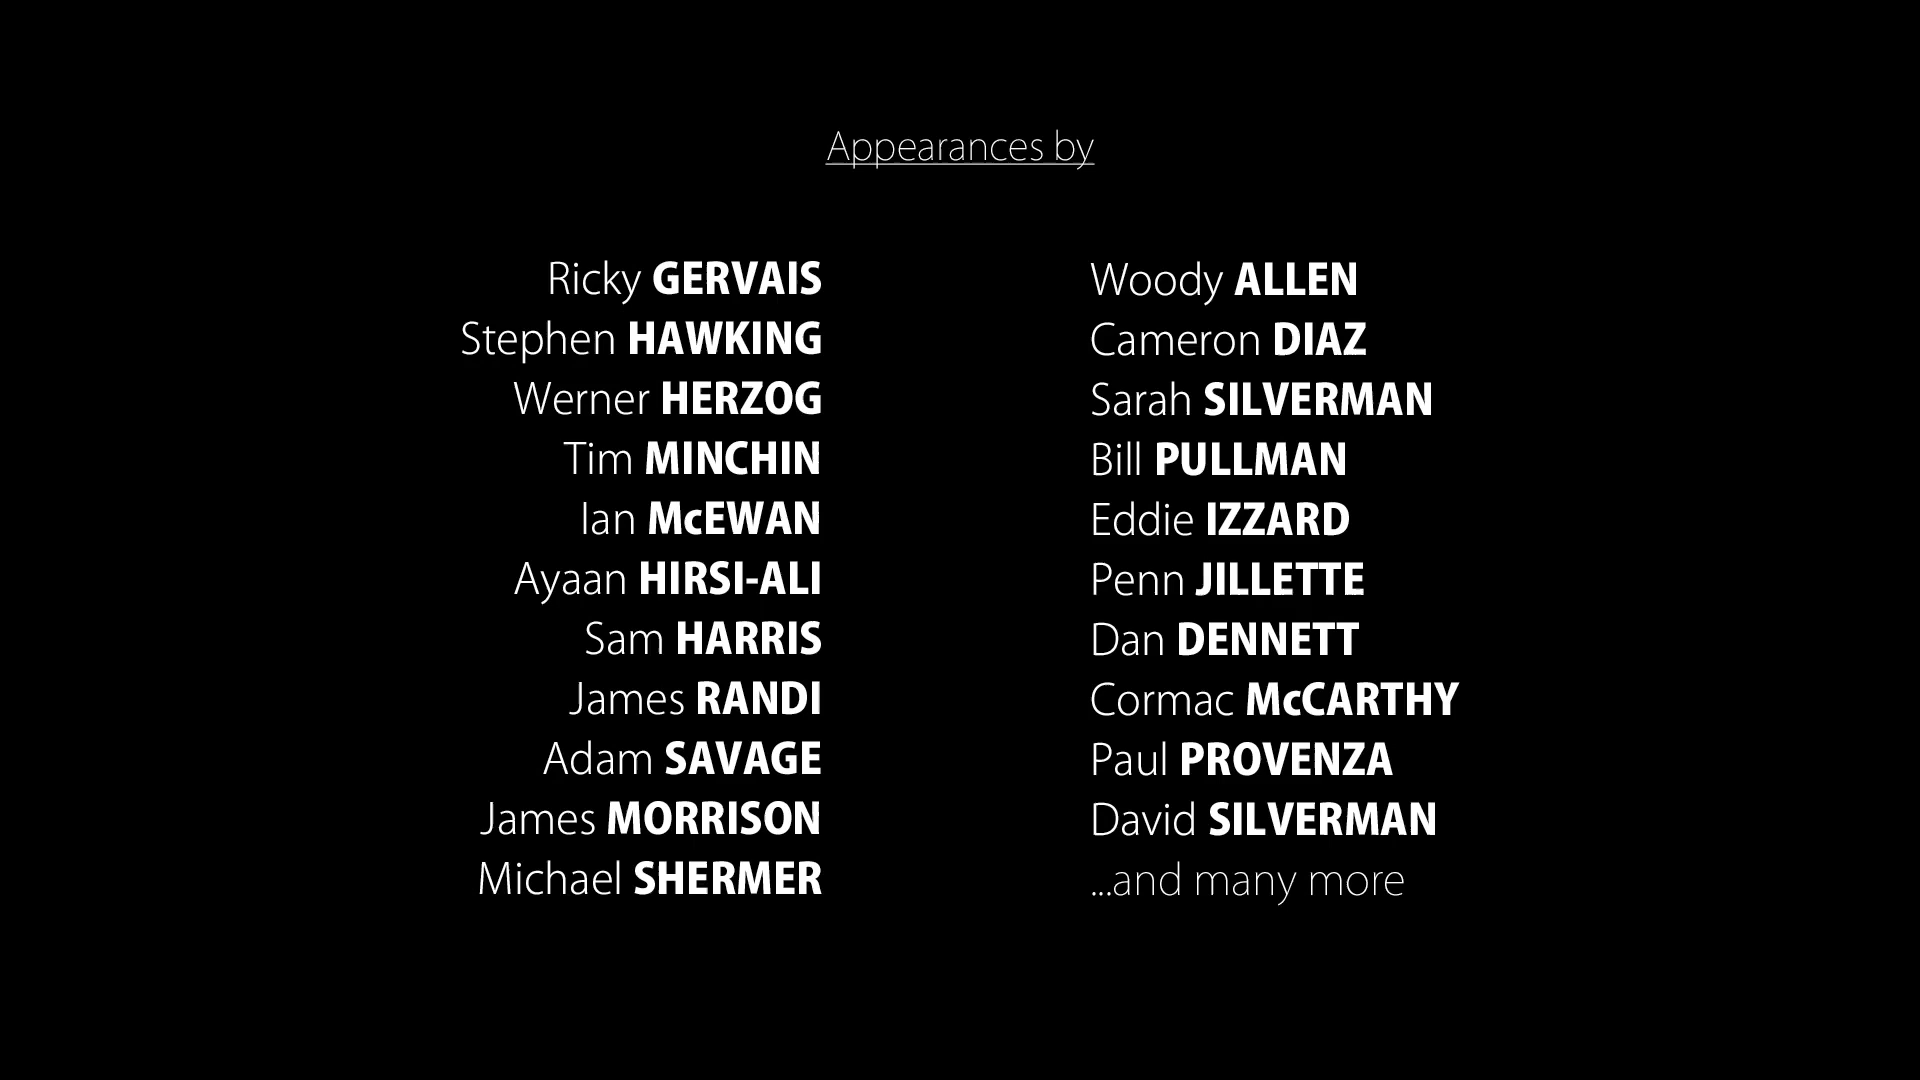 Appearances by
Ricky GERVAIS
Stephen HAWKING
Werner HERZOG
Tim MINCHIN
Ian McEWAN
Ayaan HIRSI-ALI
Sam HARRIS
James RANDI
Adam SAVAGE
James MORRISON
Michael SHERMER
Woody ALLEN
Cameron DIAZ
Sarah SILVERMAN
Bill PULLMAN
Eddie IZZARD
Penn JILLETTE
Dan DENNETT
Cormac McCARTHY
Paul PROVENZA
David SILVERMAN
...and many more